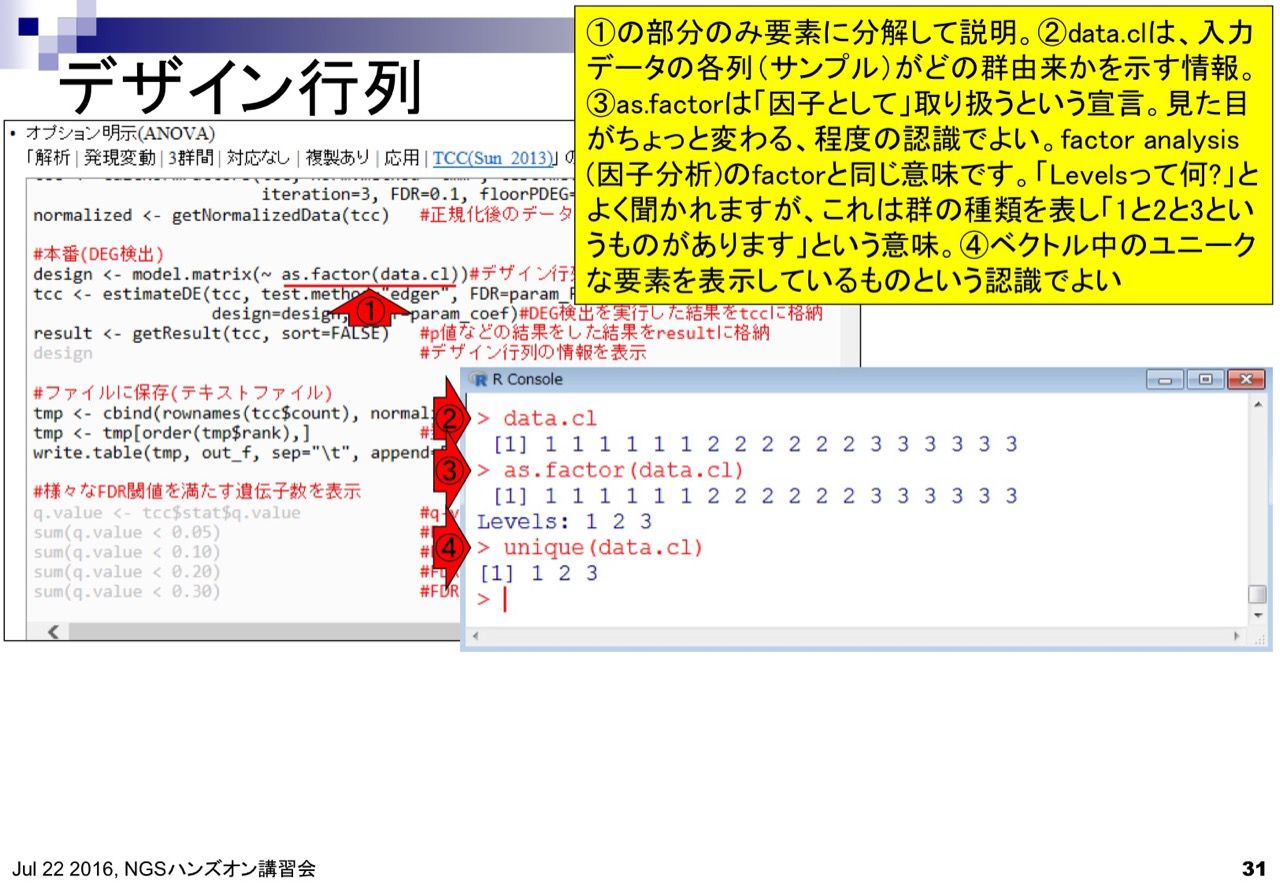 デザイン行列
①の部分のみ要素に分解して説明。②data.clは、入力
データの各列(サンプル)がどの群由来かを示す情報。
③as.factorは「因子として」取り扱うという宣言。見た目
がちょっと変わる、程度の認識でよい。factor analysis
(因子分析)のfactorと同じ意味です。「Levelsって何?」と
よく聞かれますが、これは群の種類を表し「1と2と3とい
うものがあります」という意味。④ベクトル中のユニーク
な要素を表示しているものという認識でよい
• オプション明示(ANOVA)
「解析 | 発現変動 | 3群間 | 対応なし | 複製あり | 応用 | TCC(Sun_2013)」の
iteration=3, FDR=0.1, floorPDEG=
normalized <- getNormalizedData(tcc) #正規化後のデータ
#本番(DEG検出)
design <- model.matrix(~ as.factor(data.cl))#デザイン行
tcc <- estimateDE(tcc, test.metho "edger", FDR=param_
design=design, param_coef)#DEG検出を実行した結果をtccに格納
①
result <- getResult(tcc, sort=FALSE) #p値などの結果をした結果をresultに格納
design #デザイン行列の情報を表示
#ファイルに保存(テキストファイル)
tmp <- cbind(rownames(tcc$count), normal
tmp <- tmp[order(tmp$rank),] #
write.table(tmp, out_f, sep="\t", append=
#様々なFDR閾値を満たす遺伝子数を表示
q.value <- tcc$stat$q.value #q-v
sum(q.value < 0.05) #
sum(q.value < 0.10) #
sum(q.value < 0.20) #FDR
sum(q.value < 0.30) #FDR
R Console
② > data.cl
[1] 1 1 1 1 1 1 2 2 2 2 2 2 3 3 3 3 3 3
③ > as.factor(data.cl)
[1] 1 1 1 1 1 1 2 2 2 2 2 2 3 3 3 3 3 3
Levels: 1 2 3
④ > unique(data.cl)
[1] 1 2 3
>
Jul 22 2016, NGSハンズオン講習会
31